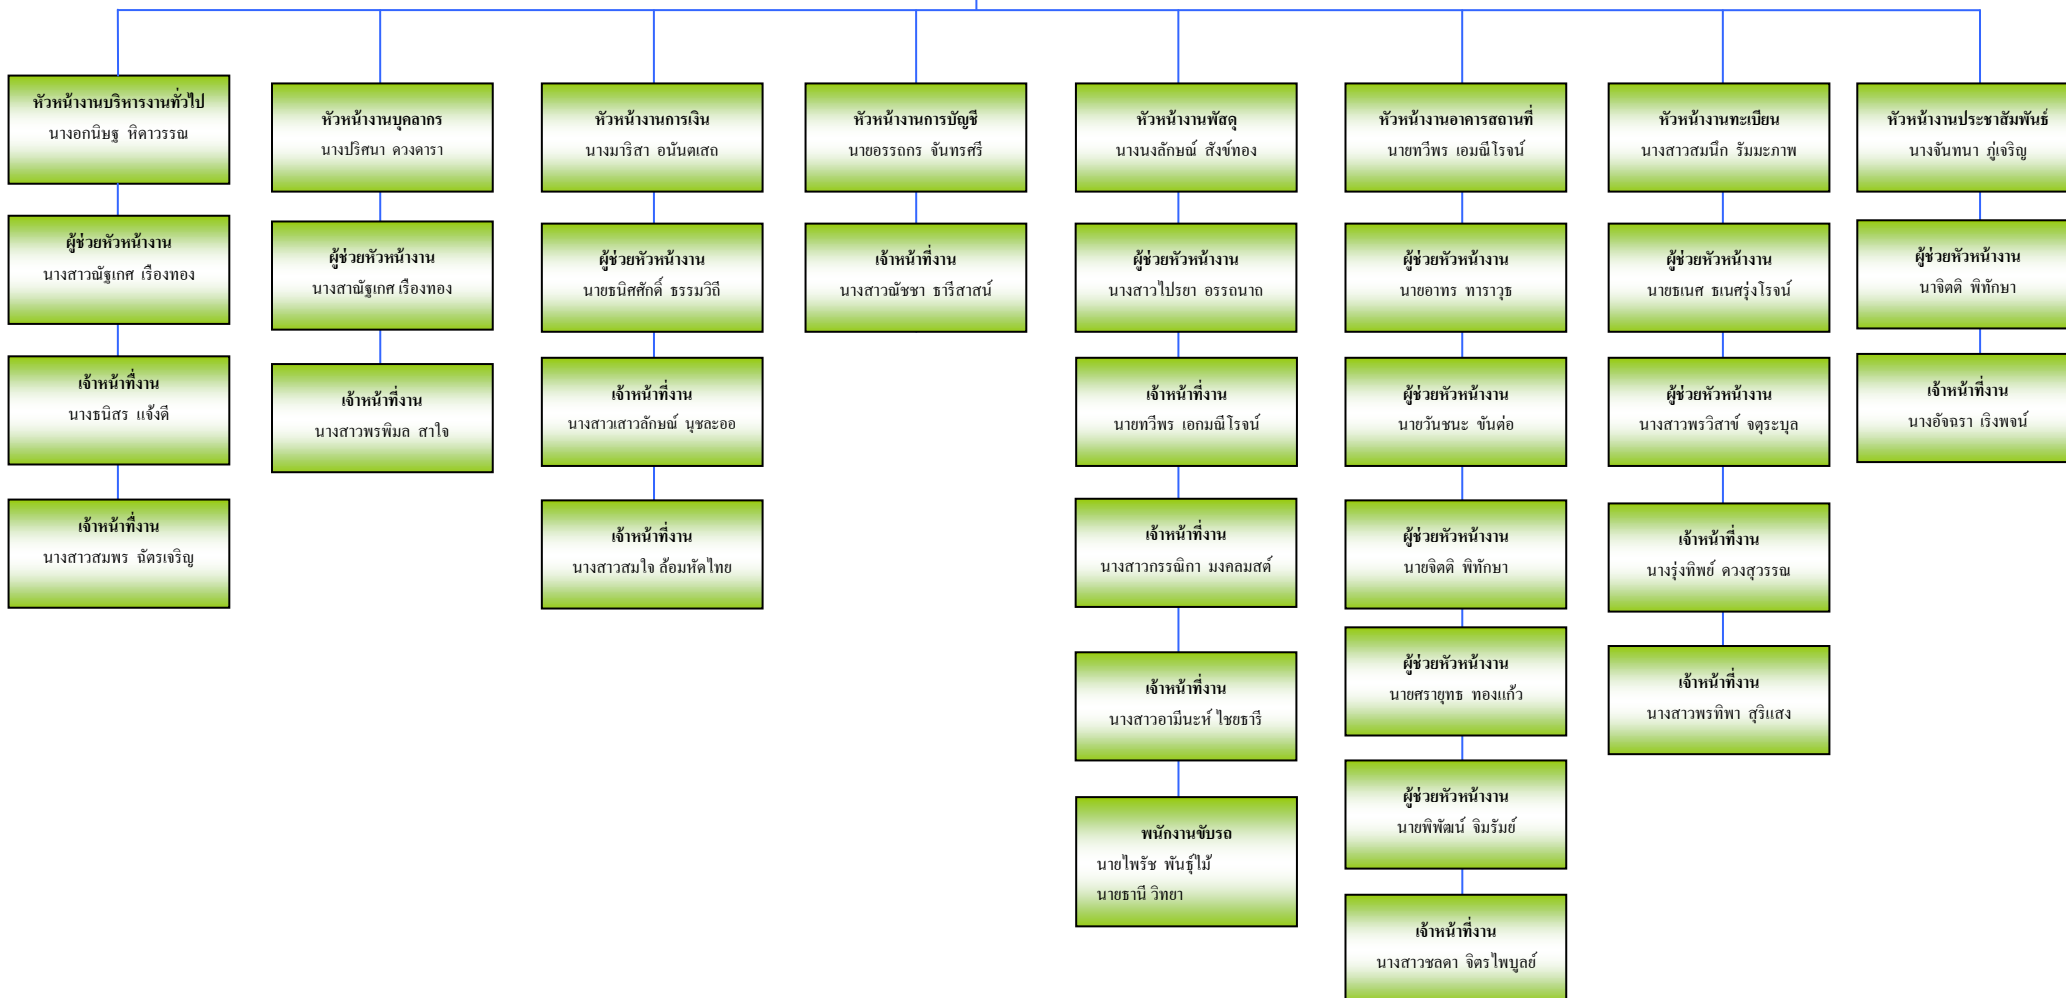 หัวหน้างานบริหารงานทั่วไป
นางอกนิษฐ หิดาวรรณ
ผู้ช่วยหัวหน้างาน
นางสาวณัฐเกศ เรืองทอง
เจ้าหน้าที่งาน
นางธนิสร แจ้งดี
เจ้าหน้าที่งาน
นางสาวสมพร ฉัตรเจริญ
หัวหน้างานบุคลากร
นางปริศนา ดวงดารา
ผู้ช่วยหัวหน้างาน
นางสาณัฐเกศ เรืองทอง
เจ้าหน้าที่งาน
นางสาวพรพิมล สาใจ
หัวหน้างานการเงิน
นางมาริสา อนันตเสถ
ผู้ช่วยหัวหน้างาน
นายธนิศศักดิ์ ธรรมวิถี
เจ้าหน้าที่งาน
นางสาวเสาวลักษณ์ นุชละออ
เจ้าหน้าที่งาน
นางสาวสมใจ ล้อมหัดไทย
หัวหน้างานการบัญชี
นายอรรถกร จันทรศรี
เจ้าหน้าที่งาน
นางสาวณัชชา ธารีสาสน์
หัวหน้างานพัสดุ
นางนงลักษณ์ สังข์ทอง
ผู้ช่วยหัวหน้างาน
นางสาวไปรยา อรรถนาถ
เจ้าหน้าที่งาน
นายทวีพร เอกมณีโรจน์
เจ้าหน้าที่งาน
นางสาวกรรณิกา มงคลมสต์
เจ้าหน้าที่งาน
นางสาวอามีนะห์ ไชยธารี
พนักงานขับรถ
นายไพรัช พันธุ์ไม้
นายธานี วิทยา
หัวหน้างานอาคารสถานที่
นายทวีพร เอมณีโรจน์
ผู้ช่วยหัวหน้างาน
นายอาทร ทาราวุธ
ผู้ช่วยหัวหน้างาน
นายวันชนะ ขันต่อ
ผู้ช่วยหัวหน้างาน
นายจิตติ พิทักษา
ผู้ช่วยหัวหน้างาน
นายศรายุทธ ทองแก้ว
ผู้ช่วยหัวหน้างาน
นายพิพัฒน์ จิมรัมย์
เจ้าหน้าที่งาน
นางสาวชลดา จิตรไพบูลย์
หัวหน้างานทะเบียน
นางสาวสมนึก รัมมะภาพ
ผู้ช่วยหัวหน้างาน
นายธเนศ ธเนศรุ่งโรจน์
ผู้ช่วยหัวหน้างาน
นางสาวพรวิสาข์ จตุระบุล
เจ้าหน้าที่งาน
นางรุ่งทิพย์ ดวงสุวรรณ
เจ้าหน้าที่งาน
นางสาวพรทิพา สุริแสง
หัวหน้างานประชาสัมพันธ์
นางจันทนา ภู่เจริญ
ผู้ช่วยหัวหน้างาน
นาจิตติ พิทักษา
เจ้าหน้าที่งาน
นางอัจฉรา เริงพจน์